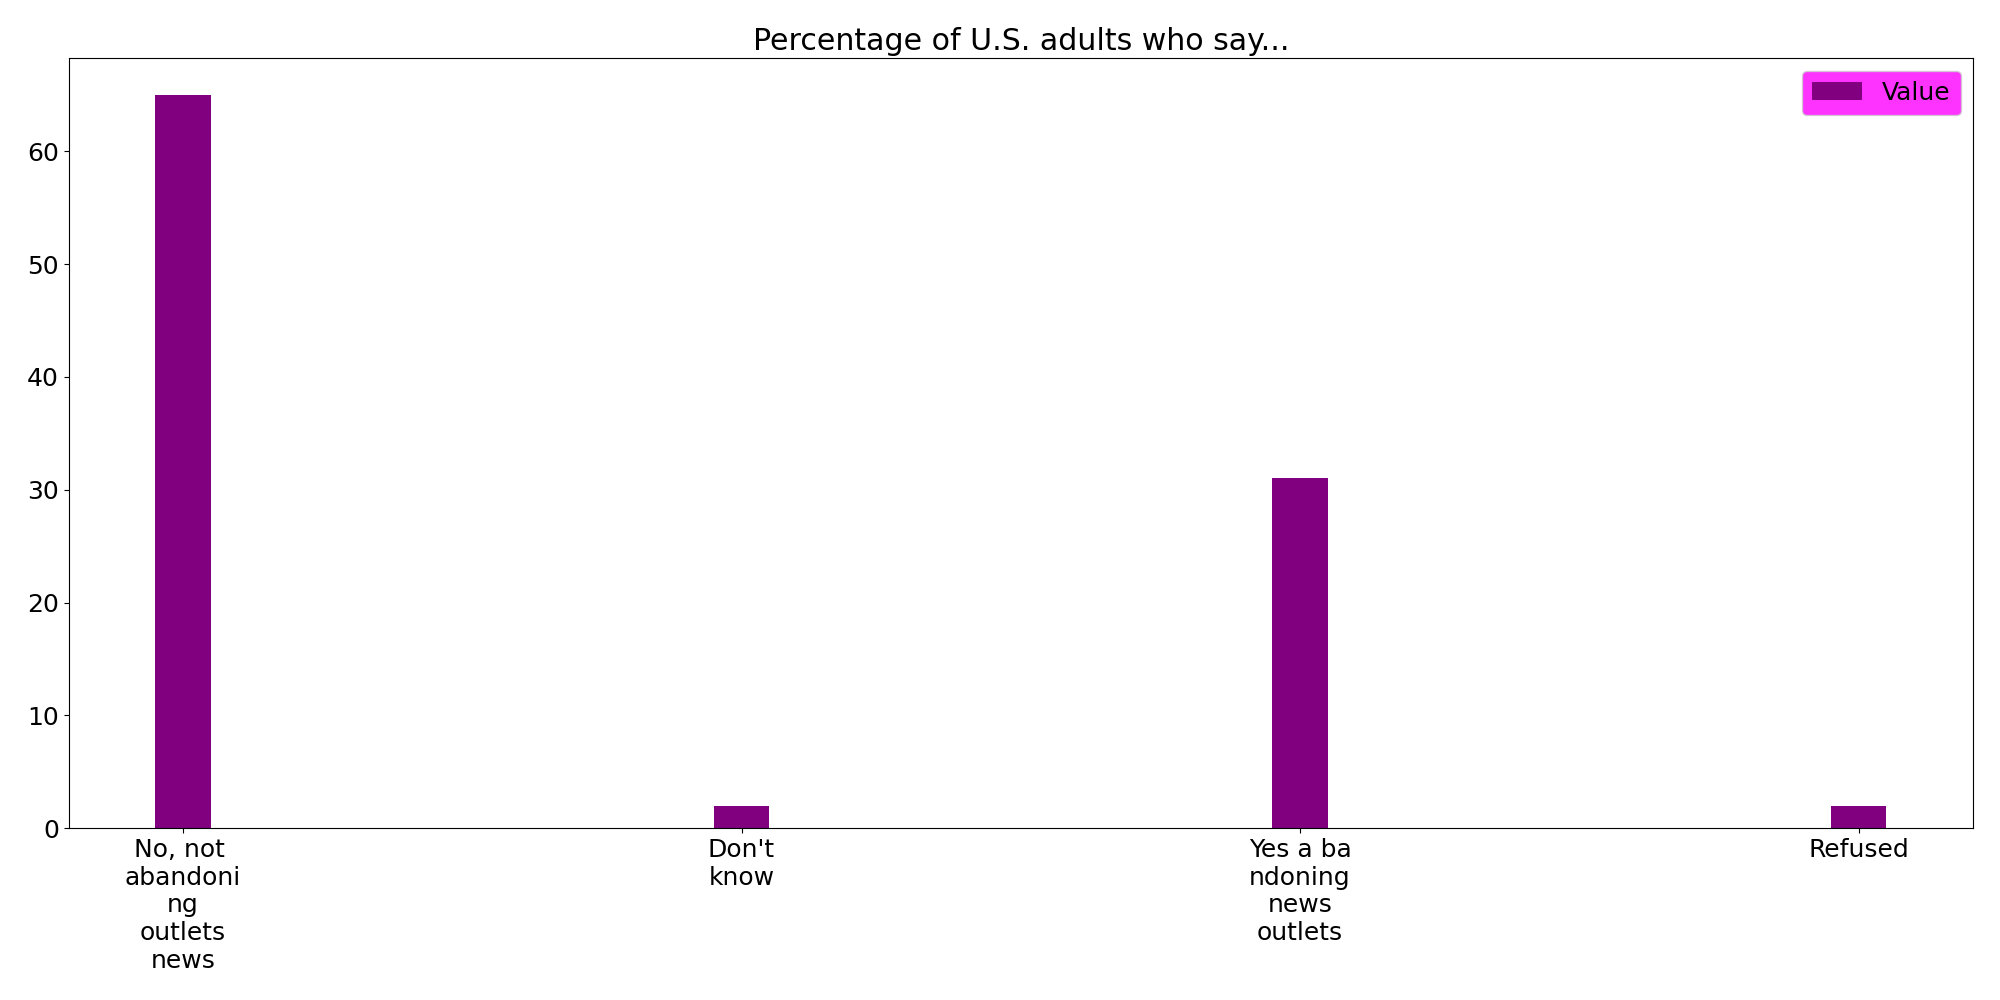 Percentage of U.S. adults who say...
Value
60
50
40
30
20
10
0
No, not
abandoni
ng
outlets
news
Don't
know
Yes a ba
ndoning
news
outlets
Refused